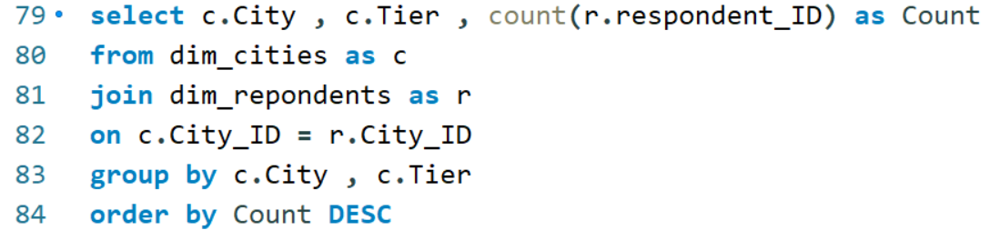 79 select c.City , c.Tier , count(r.respondent_ID) as Count
80 from dim_cities as c
81 join dim_repondents as r
82 on c.City_ID = r.City_ID
83 group by c.City , c.Tier
84 order by Count DESC